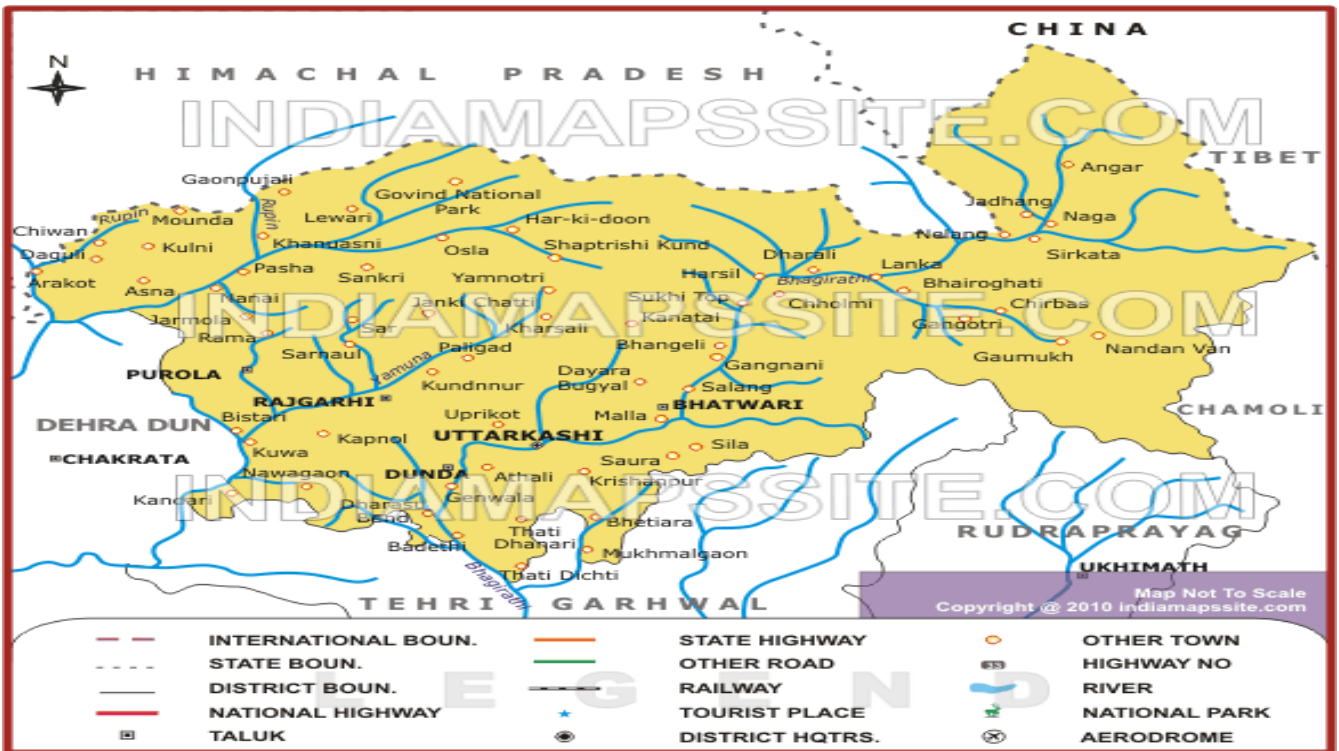 CHINA
N
HIMACHAL PRADESH
INDIAMAPSSITE.COM
TIBET
Angar
Gaonpujali
Govind National
Park
Jadhang
Rupin
Mounda
Rupin
Lewari
Har-ki-doon
Naga
Chiwan
Kulni
Khanuasni
Osla
Shaptrishi Kund
Nelang
Sirkata
Daguli
Dharali
Lanka
Arakot
Pasha
Sankri
Yamnotri
Harsil
Bhagirathi
Bhairoghati
Asna
Nanai
Janki Chatti
Sukhi Top
Chholmi
Chirbas
INDIAMAPSSITE.COM
Jarmola
Sar
Kharsali
Kanatai
Gangotri
Rama
Sarnaul
Paligad
Bhangeli
Gaumukh
Nandan Van
Yamuna
Gangnani
PUROLA
Kundnnur
Dayara
Bugyal
Salang
RAJGARHI
BHATWARI
CHAMOLI
Bistari
Uprikot
Malla
DEHRA DUN
Kapnol
UTTARKASHI
Kuwa
Sila
CHAKRATA
Saura
Nawagaon
DUNDA
Athali
Krishanpur
INDIAMAPSSITE.COM
Kandari
Dharasu
Bend
Genwala
Bhetiara
Thati
Dhanari
RUDRAPRAYAG
Badethi
Mukhmalgaon
Bhagirathi
Thati Dichti
UKHIMATH
TEHRI GARHWAL
Map Not To Scale
Copyright @ 2010 indiamapssite.com
LEGEND
INTERNATIONAL BOUN.
STATE HIGHWAY
OTHER TOWN
STATE BOUN.
OTHER ROAD
33 HIGHWAY NO
DISTRICT BOUN.
RAILWAY
RIVER
NATIONAL HIGHWAY
TOURIST PLACE
NATIONAL PARK
TALUK
DISTRICT HQTRS.
AERODROME